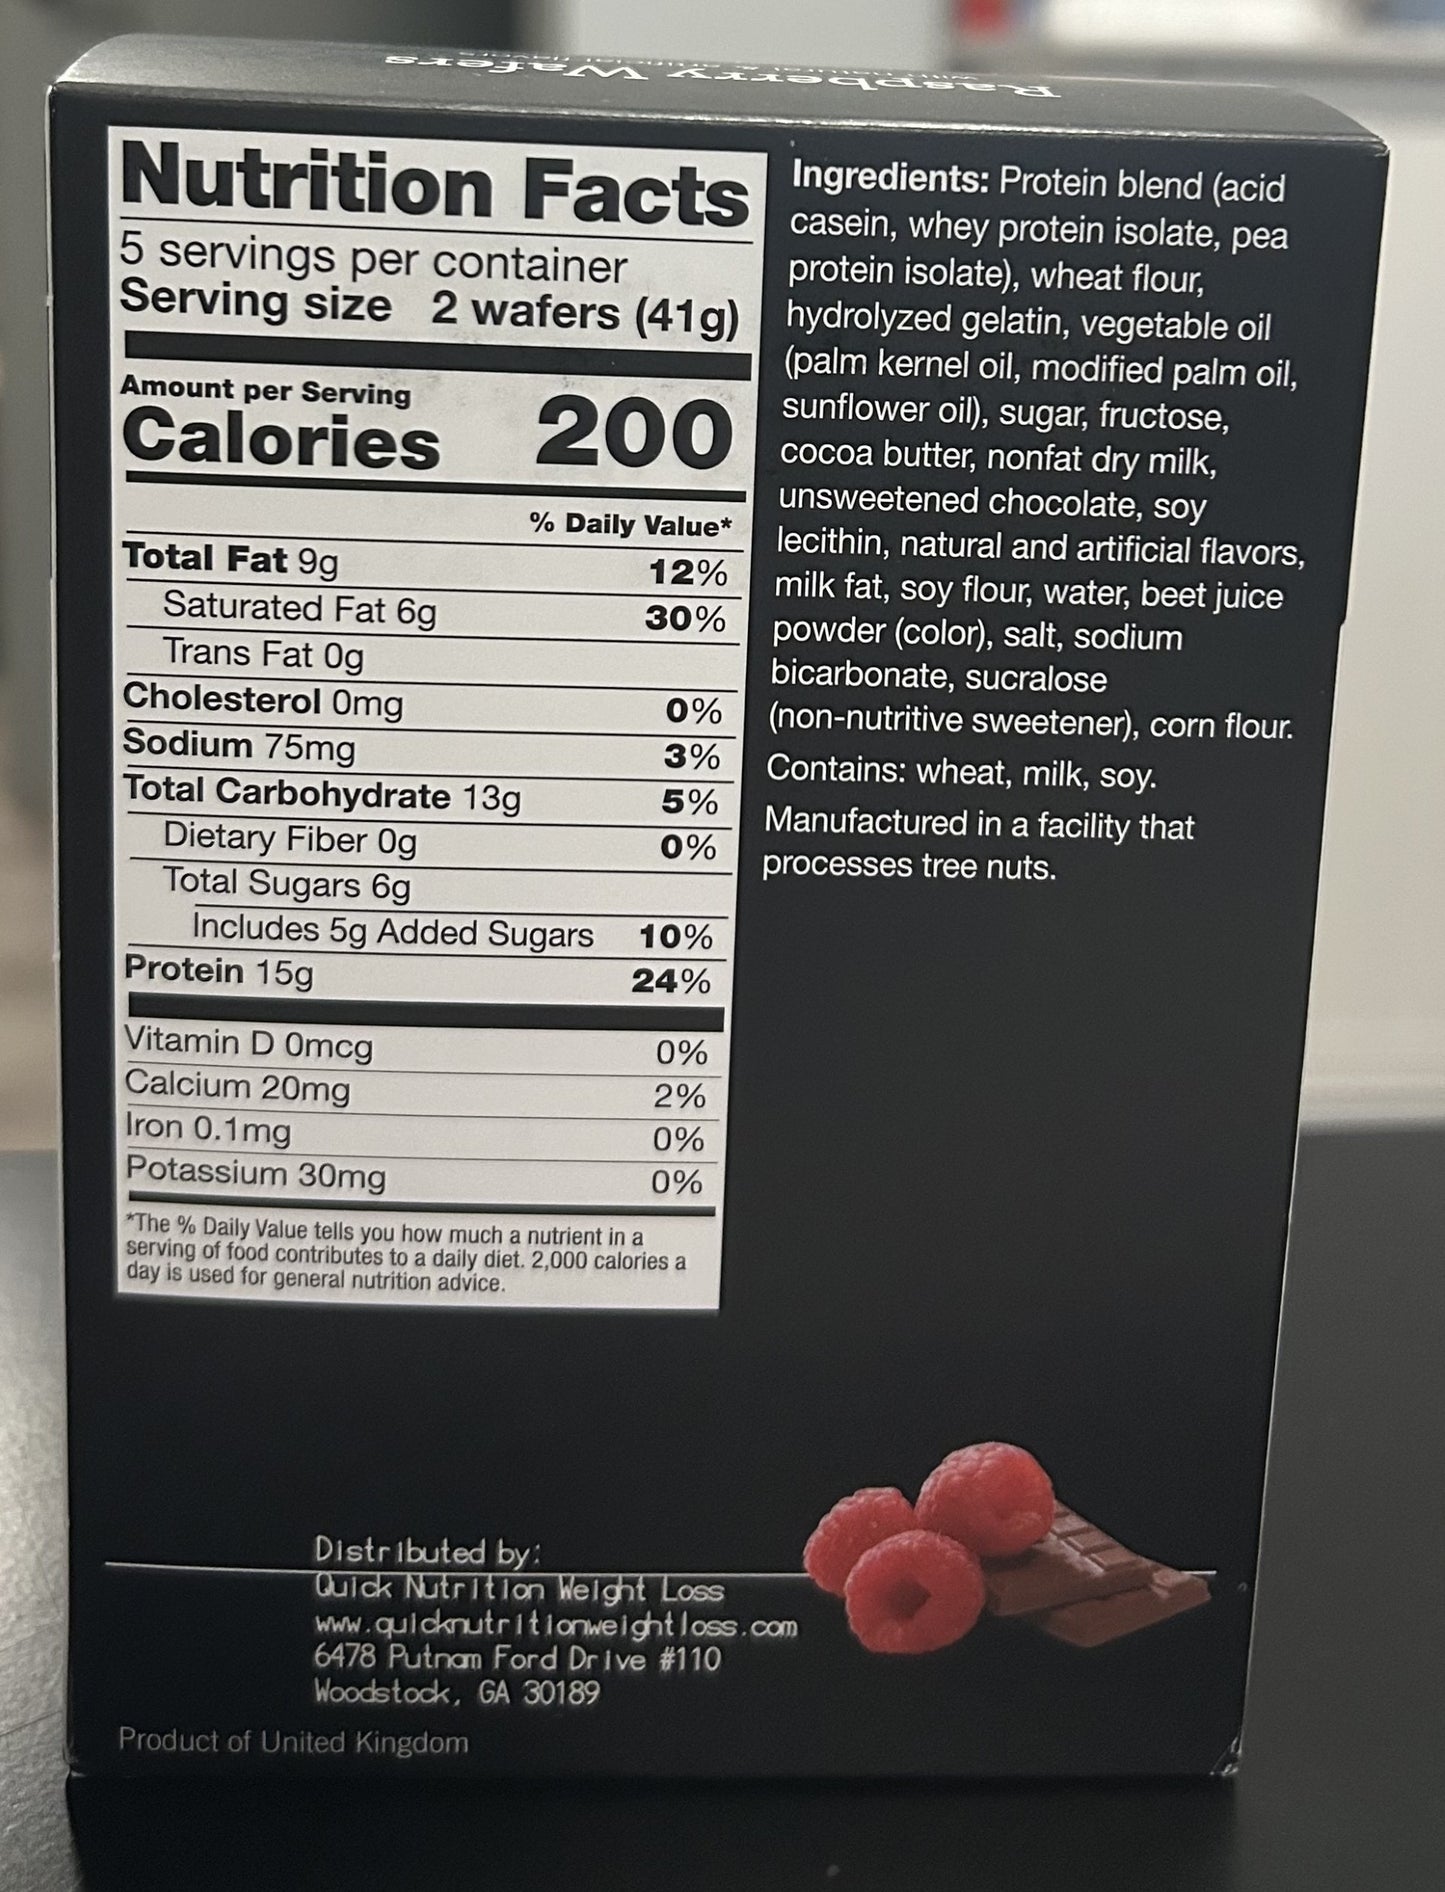 Raspberry Wafers
with natural & artificial flavors
Nutrition Facts
5 servings per container
Serving size 2 wafers (41g)
Amount per Serving
Calories 200
% Daily Value*
Total Fat 9g 12%
Saturated Fat 6g 30%
Trans Fat 0g
Cholesterol 0mg 0%
Sodium 75mg 3%
Total Carbohydrate 13g 5%
Dietary Fiber 0g 0%
Total Sugars 6g
Includes 5g Added Sugars 10%
Protein 15g 24%
Vitamin D 0mcg 0%
Calcium 20mg 2%
Iron 0.1mg 0%
Potassium 30mg 0%
*The % Daily Value tells you how much a nutrient in a
serving of food contributes to a daily diet. 2,000 calories a
day is used for general nutrition advice.
Ingredients: Protein blend (acid
casein, whey protein isolate, pea
protein isolate), wheat flour,
hydrolyzed gelatin, vegetable oil
(palm kernel oil, modified palm oil,
sunflower oil), sugar, fructose,
cocoa butter, nonfat dry milk,
unsweetened chocolate, soy
lecithin, natural and artificial flavors,
milk fat, soy flour, water, beet juice
powder (color), salt, sodium
bicarbonate, sucralose
(non-nutritive sweetener), corn flour.
Contains: wheat, milk, soy.
Manufactured in a facility that
processes tree nuts.
Distributed by:
Quick Nutrition Weight Loss
www.quicknutritionweightloss.com
6478 Putnam Ford Drive #110
Woodstock, GA 30189
Product of United Kingdom